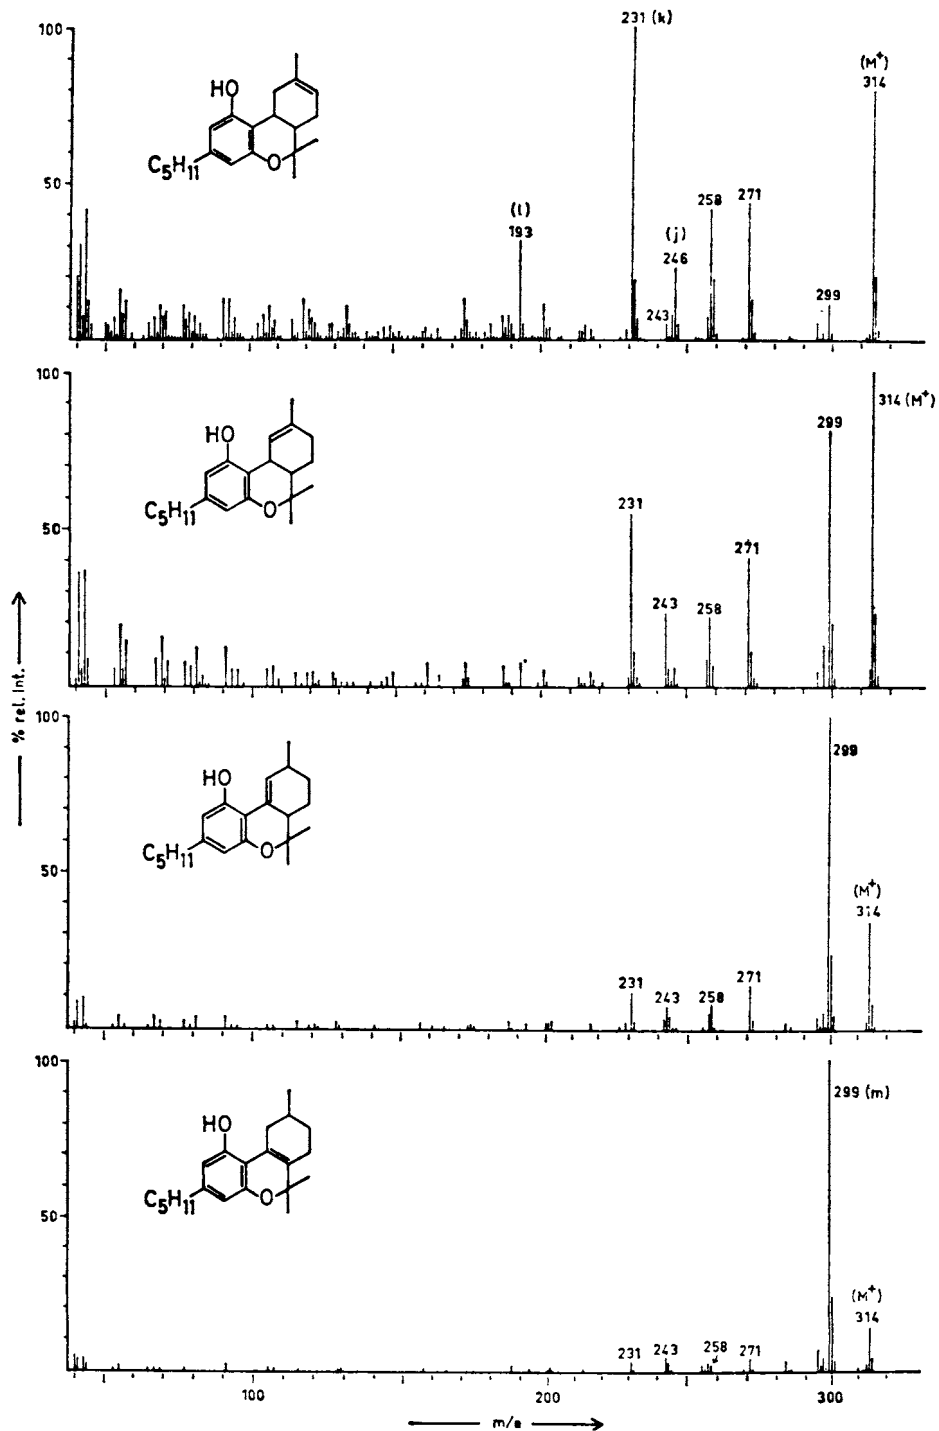 100
231 (k)
(M⁺)
314
HO
C₅H₁₁
O
50
(l)
193
258
271
(j)
246
243
299
100
314 (M⁺)
299
HO
C₅H₁₁
O
50
231
271
243
258
% rel. Int.
100
299
HO
C₅H₁₁
O
50
(M⁺)
314
231
243
258
271
100
299 (m)
HO
C₅H₁₁
O
50
(M⁺)
314
231
243
258
271
100
200
300
m/e